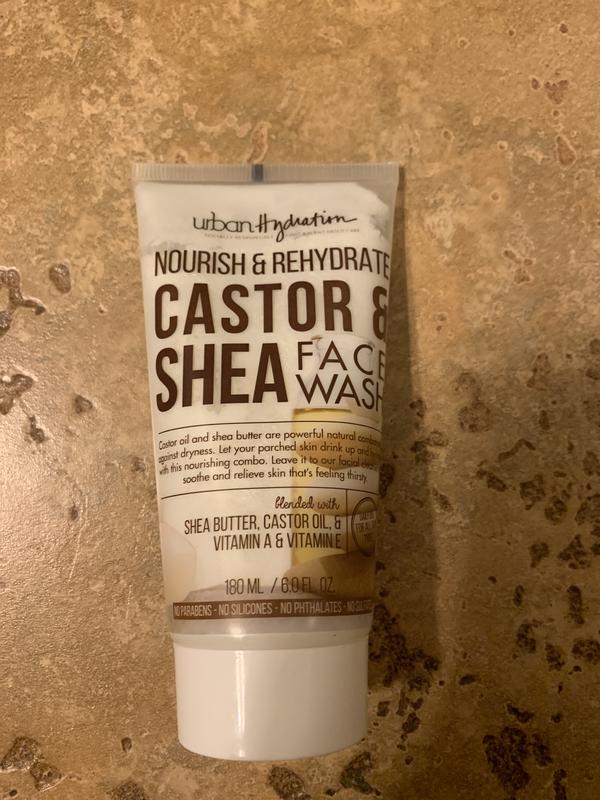 urban Hydration
NOURISH & REHYDRATE
CASTOR &
SHEA FACE WASH
Castor oil and shea butter are powerful natural
against dryness. Let your parched skin drink up and
with this nourishing combo. Leave it to our facial
soothe and relieve skin that's feeling thirsty.
blended with
SHEA BUTTER, CASTOR OIL, &
VITAMIN A & VITAMIN E
180 ML / 6.0 FL. OZ.
NO PARABENS - NO SILICONES - NO PHTHALATES - NO